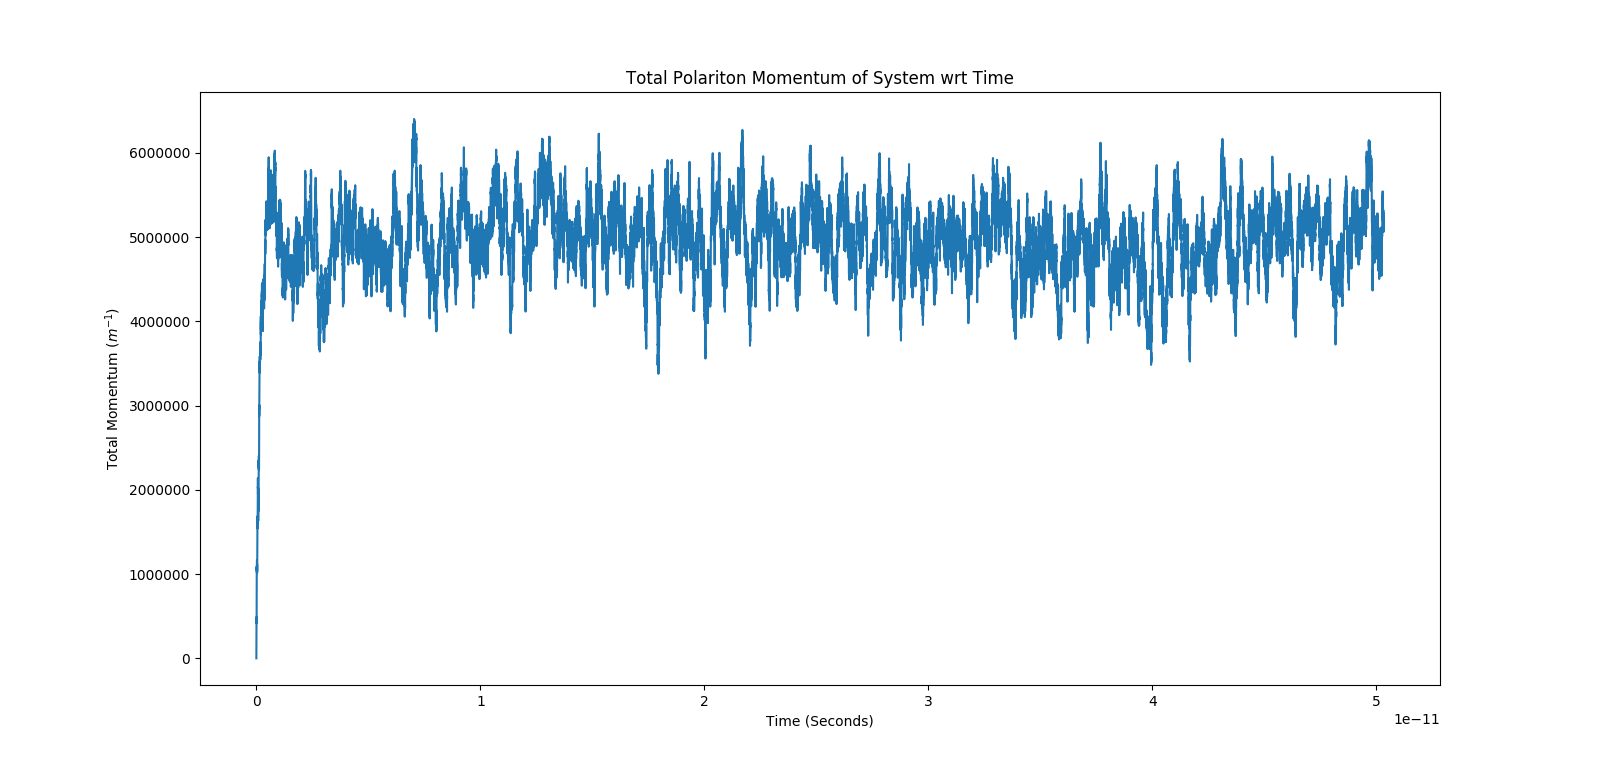 Total Polariton Momentum of System wrt Time
6000000
5000000
4000000
3000000
2000000
1000000
0
Total Momentum (m⁻¹)
0 1 2 3 4 5
1e−11
Time (Seconds)